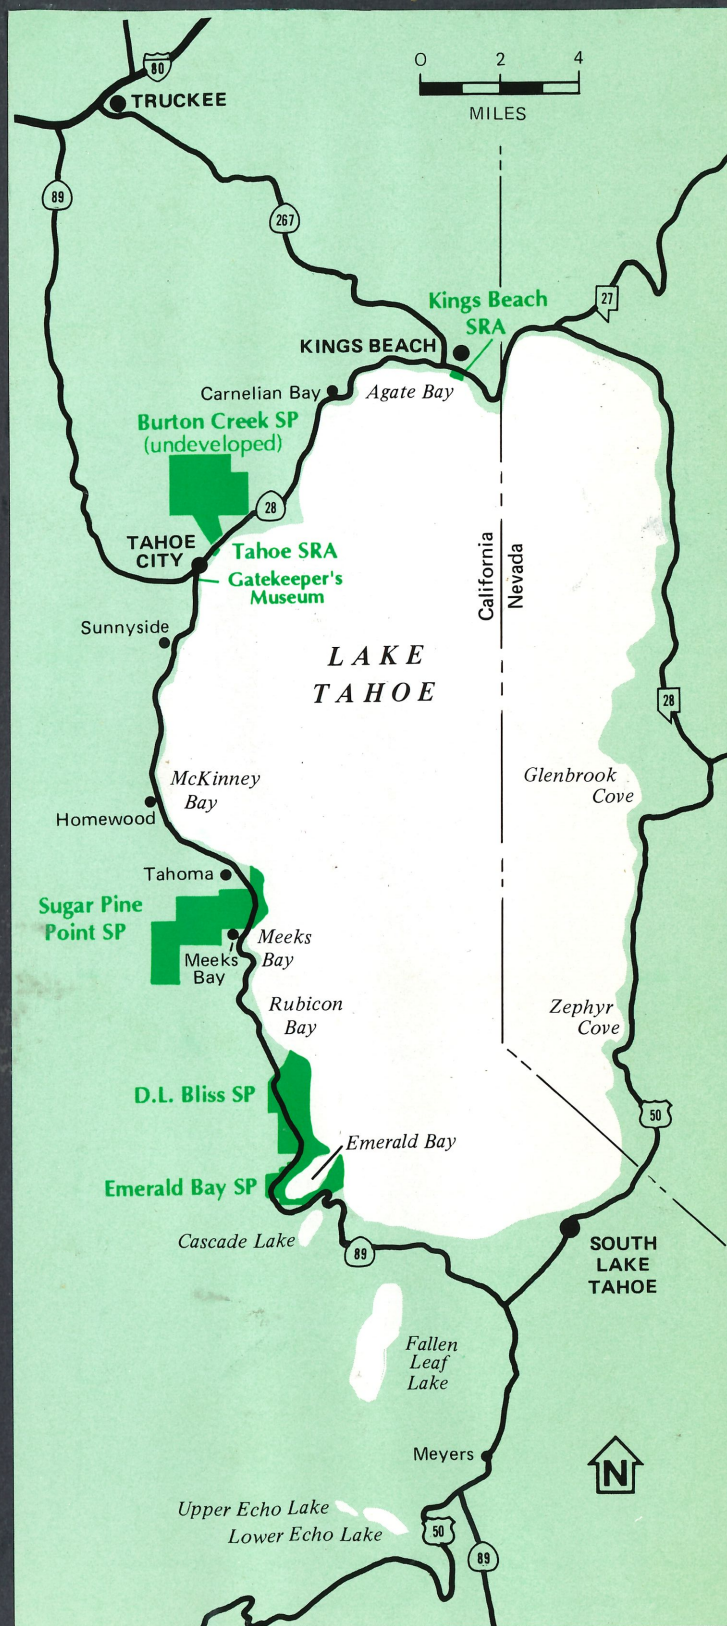 80
0 2 4
MILES
TRUCKEE
89
267
27
Kings Beach
SRA
KINGS BEACH
Carnelian Bay
Agate Bay
Burton Creek SP
(undeveloped)
28
TAHOE
CITY
Tahoe SRA
Gatekeeper's
Museum
California
Nevada
Sunnyside
LAKE
TAHOE
28
McKinney
Bay
Glenbrook
Cove
Homewood
Tahoma
Sugar Pine
Point SP
Meeks
Bay
Meeks
Bay
Rubicon
Bay
Zephyr
Cove
D.L. Bliss SP
50
Emerald Bay
Emerald Bay SP
Cascade Lake
89
SOUTH
LAKE
TAHOE
Fallen
Leaf
Lake
Meyers
N
Upper Echo Lake
Lower Echo Lake
50
89